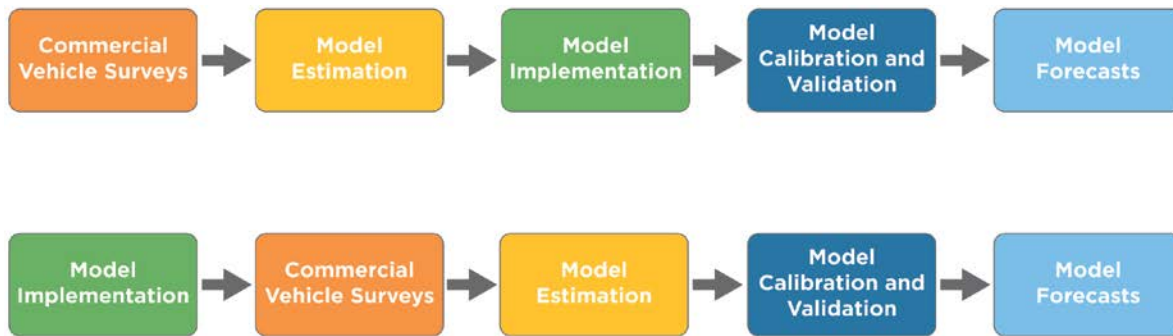 Commercial
Vehicle Surveys
Model
Estimation
Model
Implementation
Model
Calibration and
Validation
Model
Forecasts
Model
Implementation
Commercial
Vehicle Surveys
Model
Estimation
Model
Calibration and
Validation
Model
Forecasts